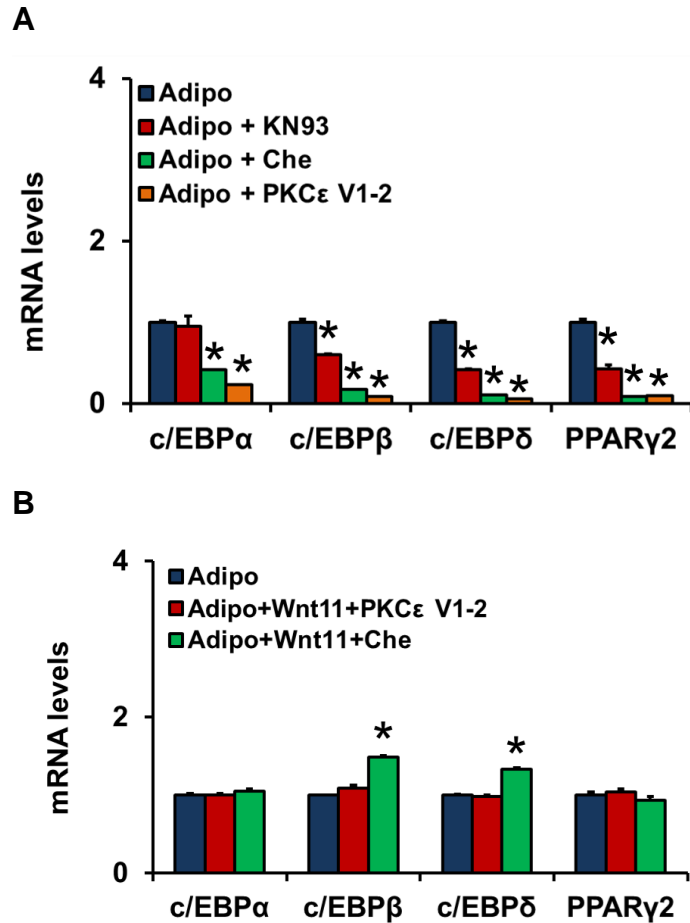 A
4
Adipo
Adipo + KN93
Adipo + Che
Adipo + PKCε V1-2
mRNA levels
2
* * * * * * * * * * *
0
c/EBPα c/EBPβ c/EBPδ PPARγ2
B
4
Adipo
Adipo+Wnt11+PKCε V1-2
Adipo+Wnt11+Che
mRNA levels
2
* *
0
c/EBPα c/EBPβ c/EBPδ PPARγ2